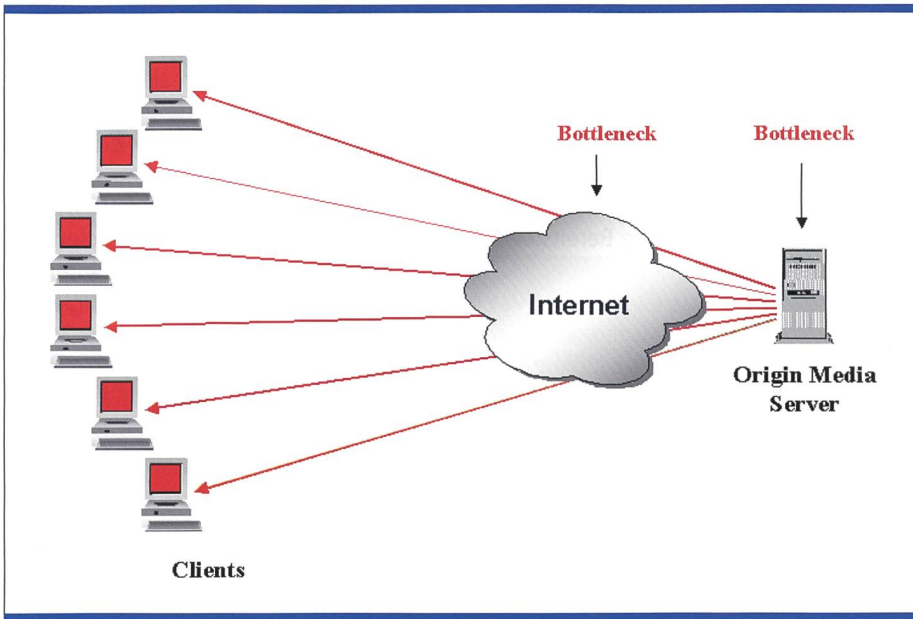 Bottleneck
Bottleneck
Internet
Origin Media
Server
Clients